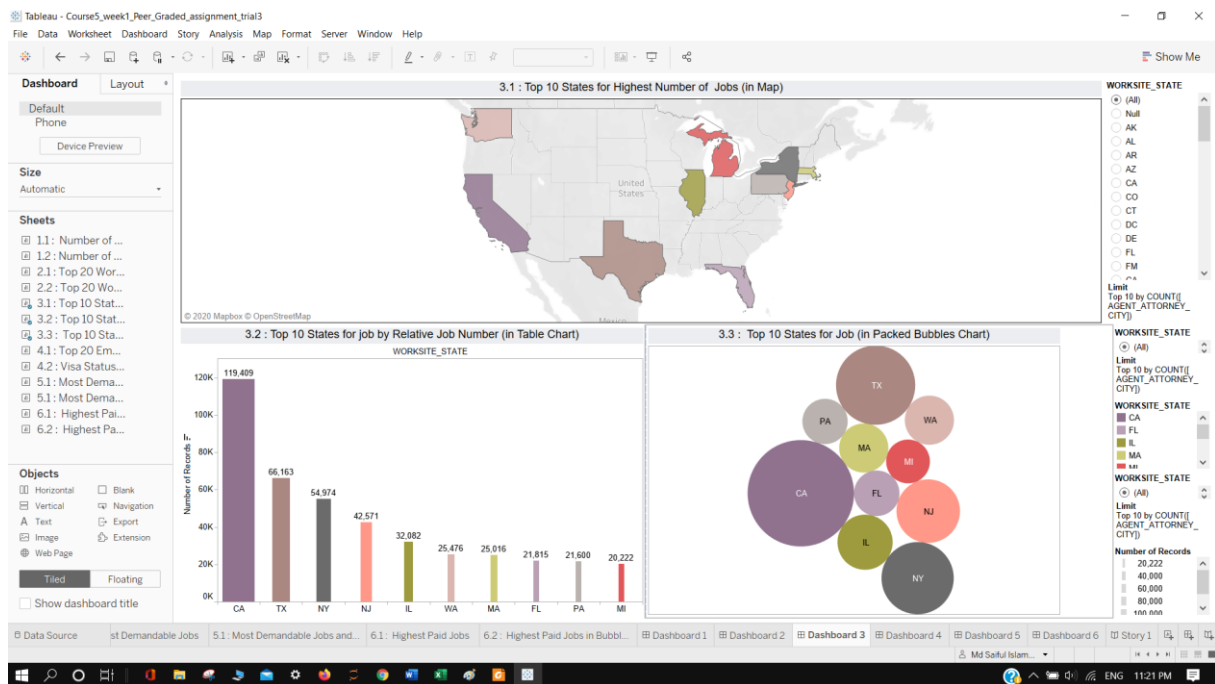 Tableau - Course5_week1_Peer_Graded_assignment_trial3
File Data Worksheet Dashboard Story Analysis Map Format Server Window Help
Show Me
Dashboard Layout
Default
Phone
Device Preview
Size
Automatic
Sheets
1.1 : Number of ...
1.2 : Number of ...
2.1 : Top 20 Wor...
2.2 : Top 20 Wo...
3.1 : Top 10 Stat...
3.2 : Top 10 Stat...
3.3 : Top 10 Sta...
4.1 : Top 20 Em...
4.2 : Visa Status...
5.1 : Most Dema...
5.1 : Most Dema...
6.1 : Highest Pai...
6.2 : Highest Pa...
Objects
Horizontal Blank
Vertical Navigation
Text Export
Image Extension
Web Page
Tiled Floating
Show dashboard title
3.1 : Top 10 States for Highest Number of Jobs (in Map)
United
States
Mexico
© 2020 Mapbox © OpenStreetMap
3.2 : Top 10 States for job by Relative Job Number (in Table Chart)
WORKSITE_STATE
Number of Records
120K
100K
80K
60K
40K
20K
0K
119,409
66,163
54,974
42,571
32,082
25,476
25,016
21,815
21,600
20,222
CA TX NY NJ IL WA MA FL PA MI
3.3 : Top 10 States for Job (in Packed Bubbles Chart)
TX
PA
WA
MA
MI
CA
FL
NJ
IL
NY
WORKSITE_STATE
(All)
Null
AK
AL
AR
AZ
CA
CO
CT
DC
DE
FL
FM
GA
Limit
Top 10 by COUNT([
AGENT_ATTORNEY_
CITY])
WORKSITE_STATE
(All)
Limit
Top 10 by COUNT([
AGENT_ATTORNEY_
CITY])
WORKSITE_STATE
CA
FL
IL
MA
MI
WORKSITE_STATE
(All)
Limit
Top 10 by COUNT([
AGENT_ATTORNEY_
CITY])
Number of Records
20,222
40,000
60,000
80,000
100,000
Data Source st Demandable Jobs 5.1 : Most Demandable Jobs and... 6.1 : Highest Paid Jobs 6.2 : Highest Paid Jobs in Bubbl... Dashboard 1 Dashboard 2 Dashboard 3 Dashboard 4 Dashboard 5 Dashboard 6 Story 1
Md Saiful Islam...
ENG 11:21 PM